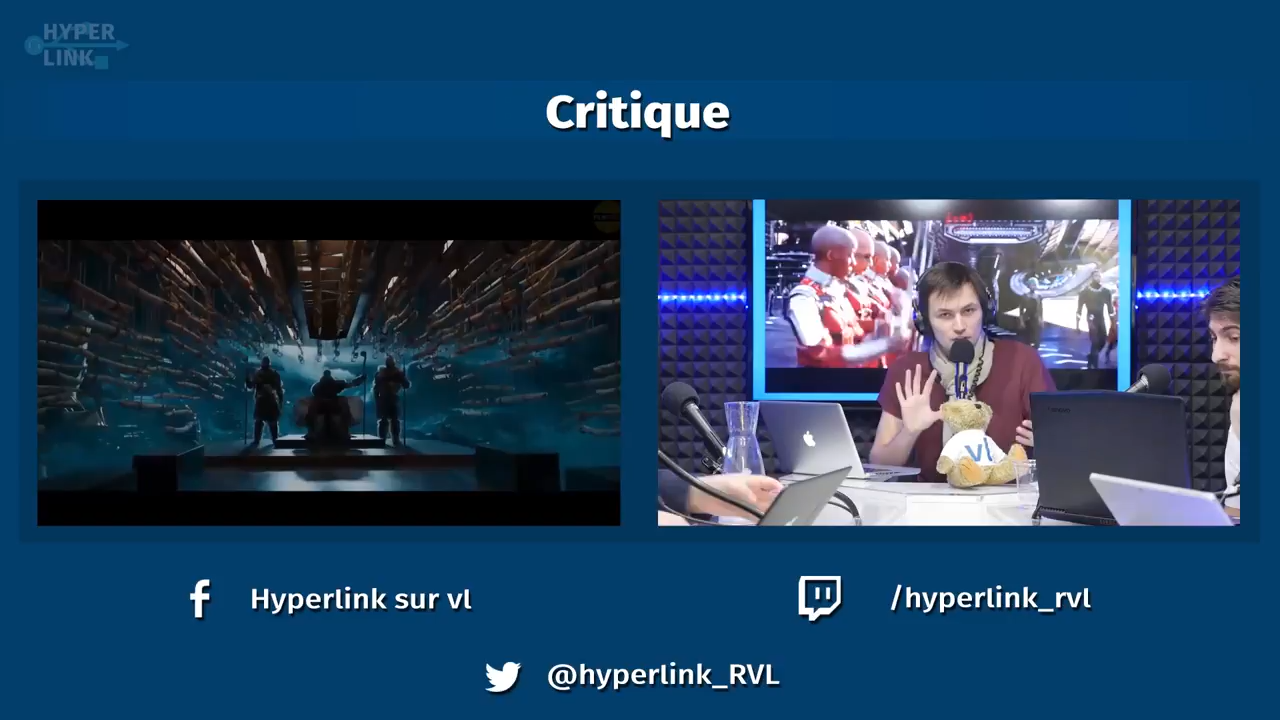 HYPER
LINK
Critique
vl
Hyperlink sur vl
/hyperlink_rvl
@hyperlink_RVL